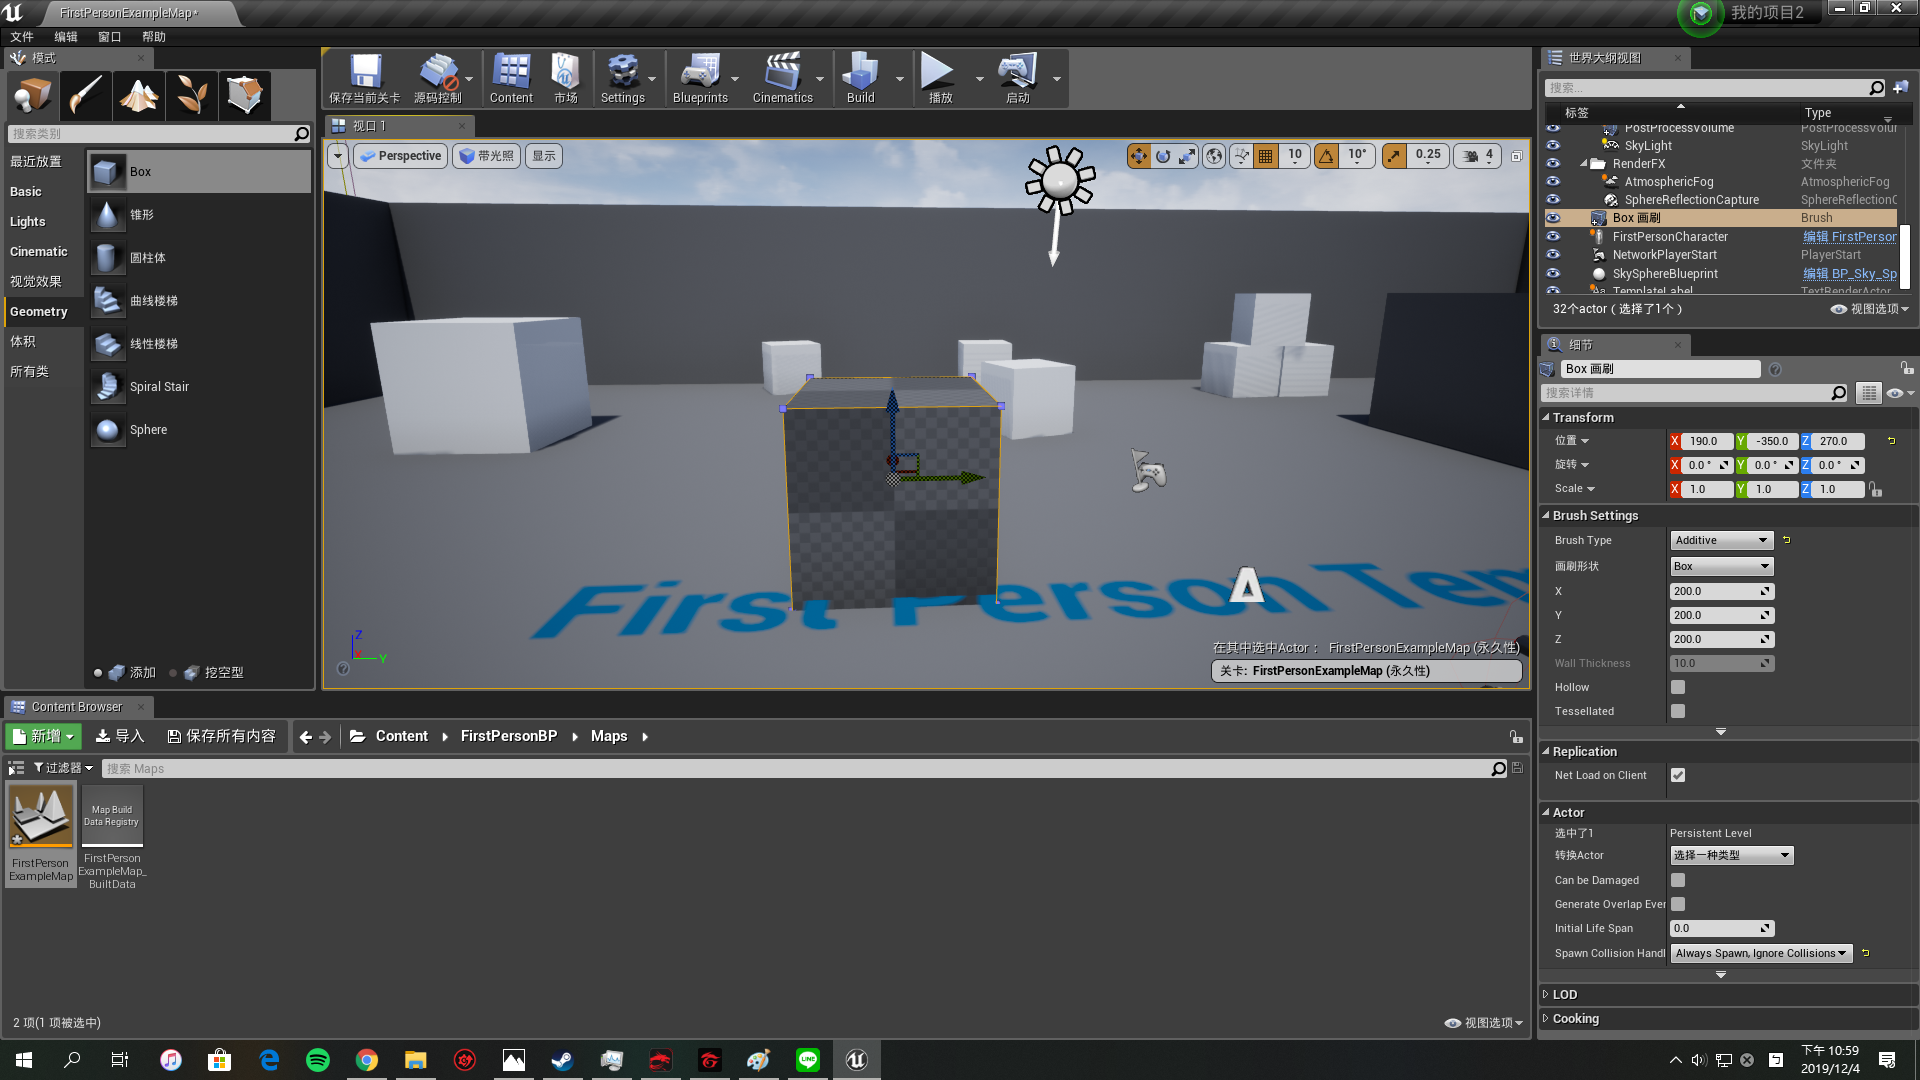 FirstPersonExampleMap*
我的项目2
文件 编辑 窗口 帮助
模式
搜索类别
最近放置
Basic
Lights
Cinematic
视觉效果
Geometry
体积
所有类
Box
锥形
圆柱体
曲线楼梯
线性楼梯
Spiral Stair
Sphere
添加 挖空型
保存当前关卡 源码控制 Content 市场 Settings Blueprints Cinematics Build 播放 启动
视口 1
Perspective 带光照 显示
10 10° 0.25 4
First Person Tem
Z
Y
在其中选中Actor： FirstPersonExampleMap (永久性)
关卡: FirstPersonExampleMap (永久性)
世界大纲视图
搜索...
标签 Type
PostProcessVolume PostProcessVolur
SkyLight SkyLight
RenderFX 文件夹
AtmosphericFog AtmosphericFog
SphereReflectionCapture SphereReflectionC
Box 画刷 Brush
FirstPersonCharacter 编辑 FirstPerson
NetworkPlayerStart PlayerStart
SkySphereBlueprint 编辑 BP_Sky_Sp
TemplateLabel TextRenderActor
32个actor（选择了1个） 视图选项
细节
Box 画刷
搜索详情
Transform
位置 X 190.0 Y -350.0 Z 270.0
旋转 X 0.0 ° Y 0.0 ° Z 0.0 °
Scale X 1.0 Y 1.0 Z 1.0
Brush Settings
Brush Type Additive
画刷形状 Box
X 200.0
Y 200.0
Z 200.0
Wall Thickness 10.0
Hollow
Tessellated
Replication
Net Load on Client
Actor
选中了1 Persistent Level
转换Actor 选择一种类型
Can be Damaged
Generate Overlap Ever
Initial Life Span 0.0
Spawn Collision Handl Always Spawn, Ignore Collisions
LOD
Cooking
Content Browser
新增 导入 保存所有内容 Content FirstPersonBP Maps
过滤器 搜索 Maps
Map Build
Data Registry
FirstPerson
ExampleMap
FirstPerson
ExampleMap_
BuiltData
2 项(1 项被选中) 视图选项
下午 10:59
2019/12/4